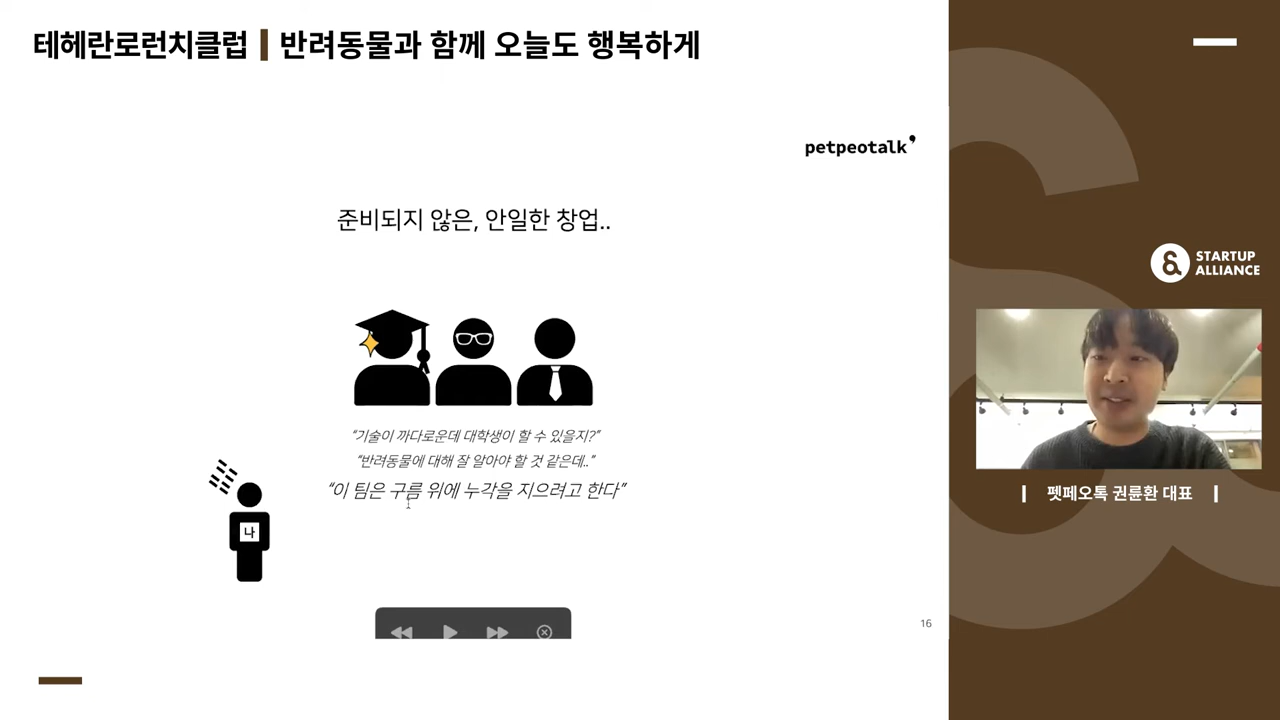 테헤란로런치클럽 | 반려동물과 함께 오늘도 행복하게
petpeotalk’
준비되지 않은, 안일한 창업..
“기술이 까다로운데 대학생이 할 수 있을지?”
“반려동물에 대해 잘 알아야 할 것 같은데..”
“이 팀은 구름 위에 누각을 지으려고 한다”
나
16
STARTUP
ALLIANCE
| 펫페오톡 권륜환 대표 |